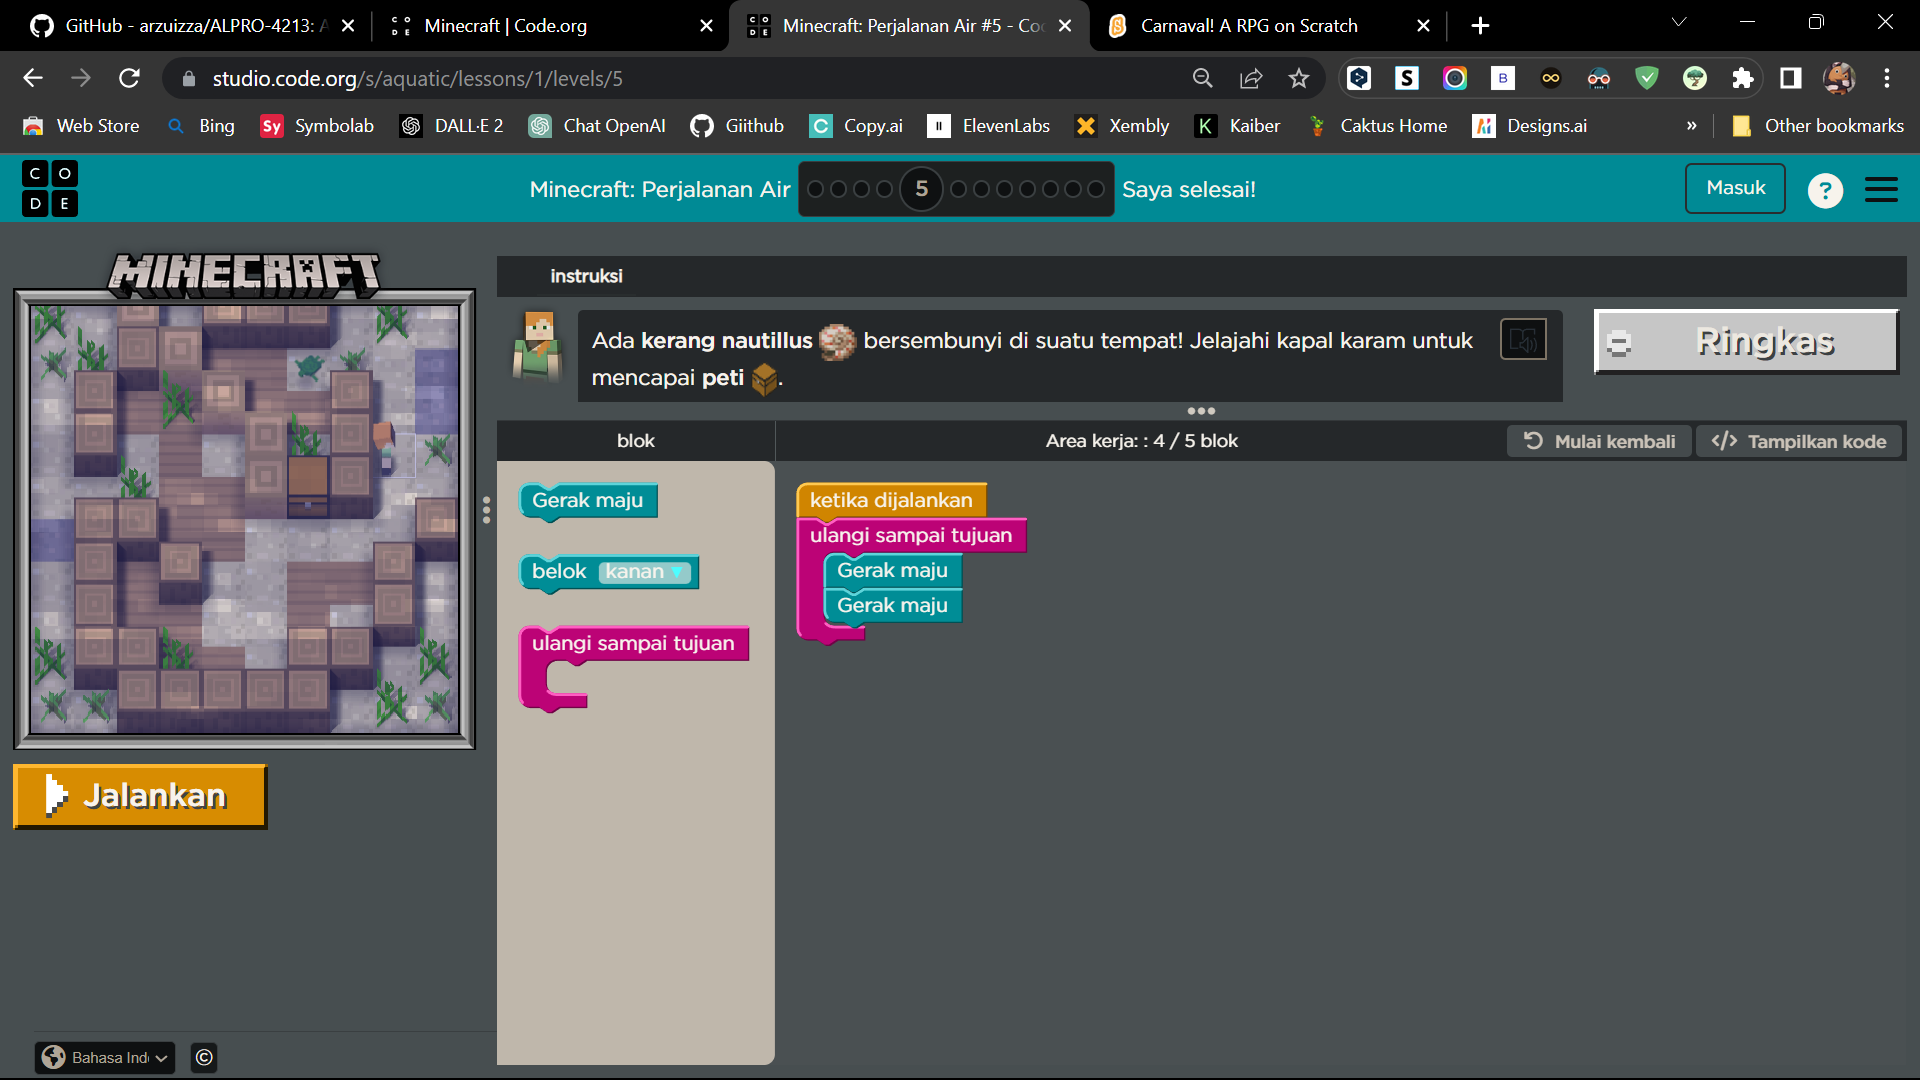 GitHub - arzuizza/ALPRO-4213: A
Minecraft | Code.org
Minecraft: Perjalanan Air #5 - Co
Carnaval! A RPG on Scratch
studio.code.org/s/aquatic/lessons/1/levels/5
Web Store
Bing
Sy Symbolab
DALL·E 2
Chat OpenAI
Giithub
C Copy.ai
II ElevenLabs
Xembly
K Kaiber
Caktus Home
Designs.ai
»
Other bookmarks
C O
D E
Minecraft: Perjalanan Air
5
Saya selesai!
Masuk
?
MINECRAFT
instruksi
Ada kerang nautillus bersembunyi di suatu tempat! Jelajahi kapal karam untuk
mencapai peti .
Ringkas
blok
Area kerja: : 4 / 5 blok
Mulai kembali
</> Tampilkan kode
Gerak maju
belok kanan
ulangi sampai tujuan
ketika dijalankan
ulangi sampai tujuan
Gerak maju
Gerak maju
Jalankan
Bahasa Ind
©